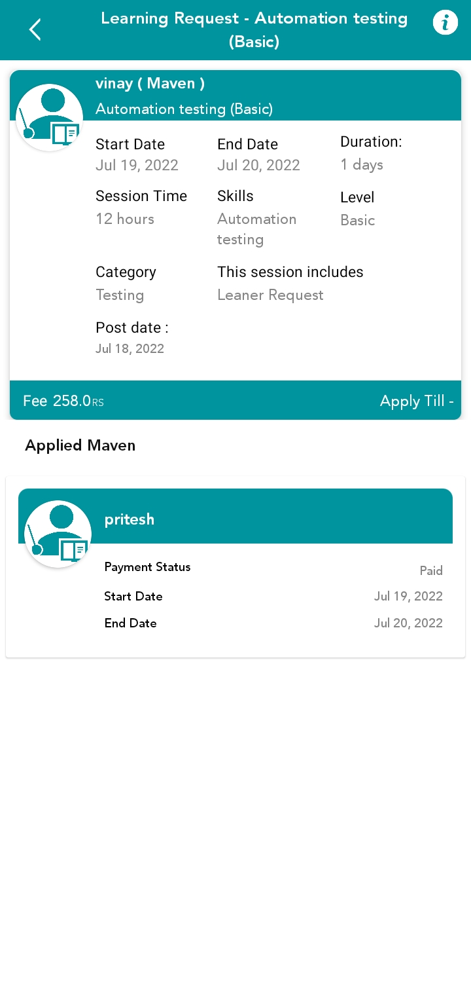 Learning Request - Automation testing
(Basic)
i
vinay ( Maven )
Automation testing (Basic)
Start Date
End Date
Duration:
Jul 19, 2022
Jul 20, 2022
1 days
Session Time
Skills
Level
12 hours
Automation
testing
Basic
Category
This session includes
Testing
Leaner Request
Post date :
Jul 18, 2022
Fee 258.0RS
Apply Till -
Applied Maven
pritesh
Payment Status
Paid
Start Date
Jul 19, 2022
End Date
Jul 20, 2022